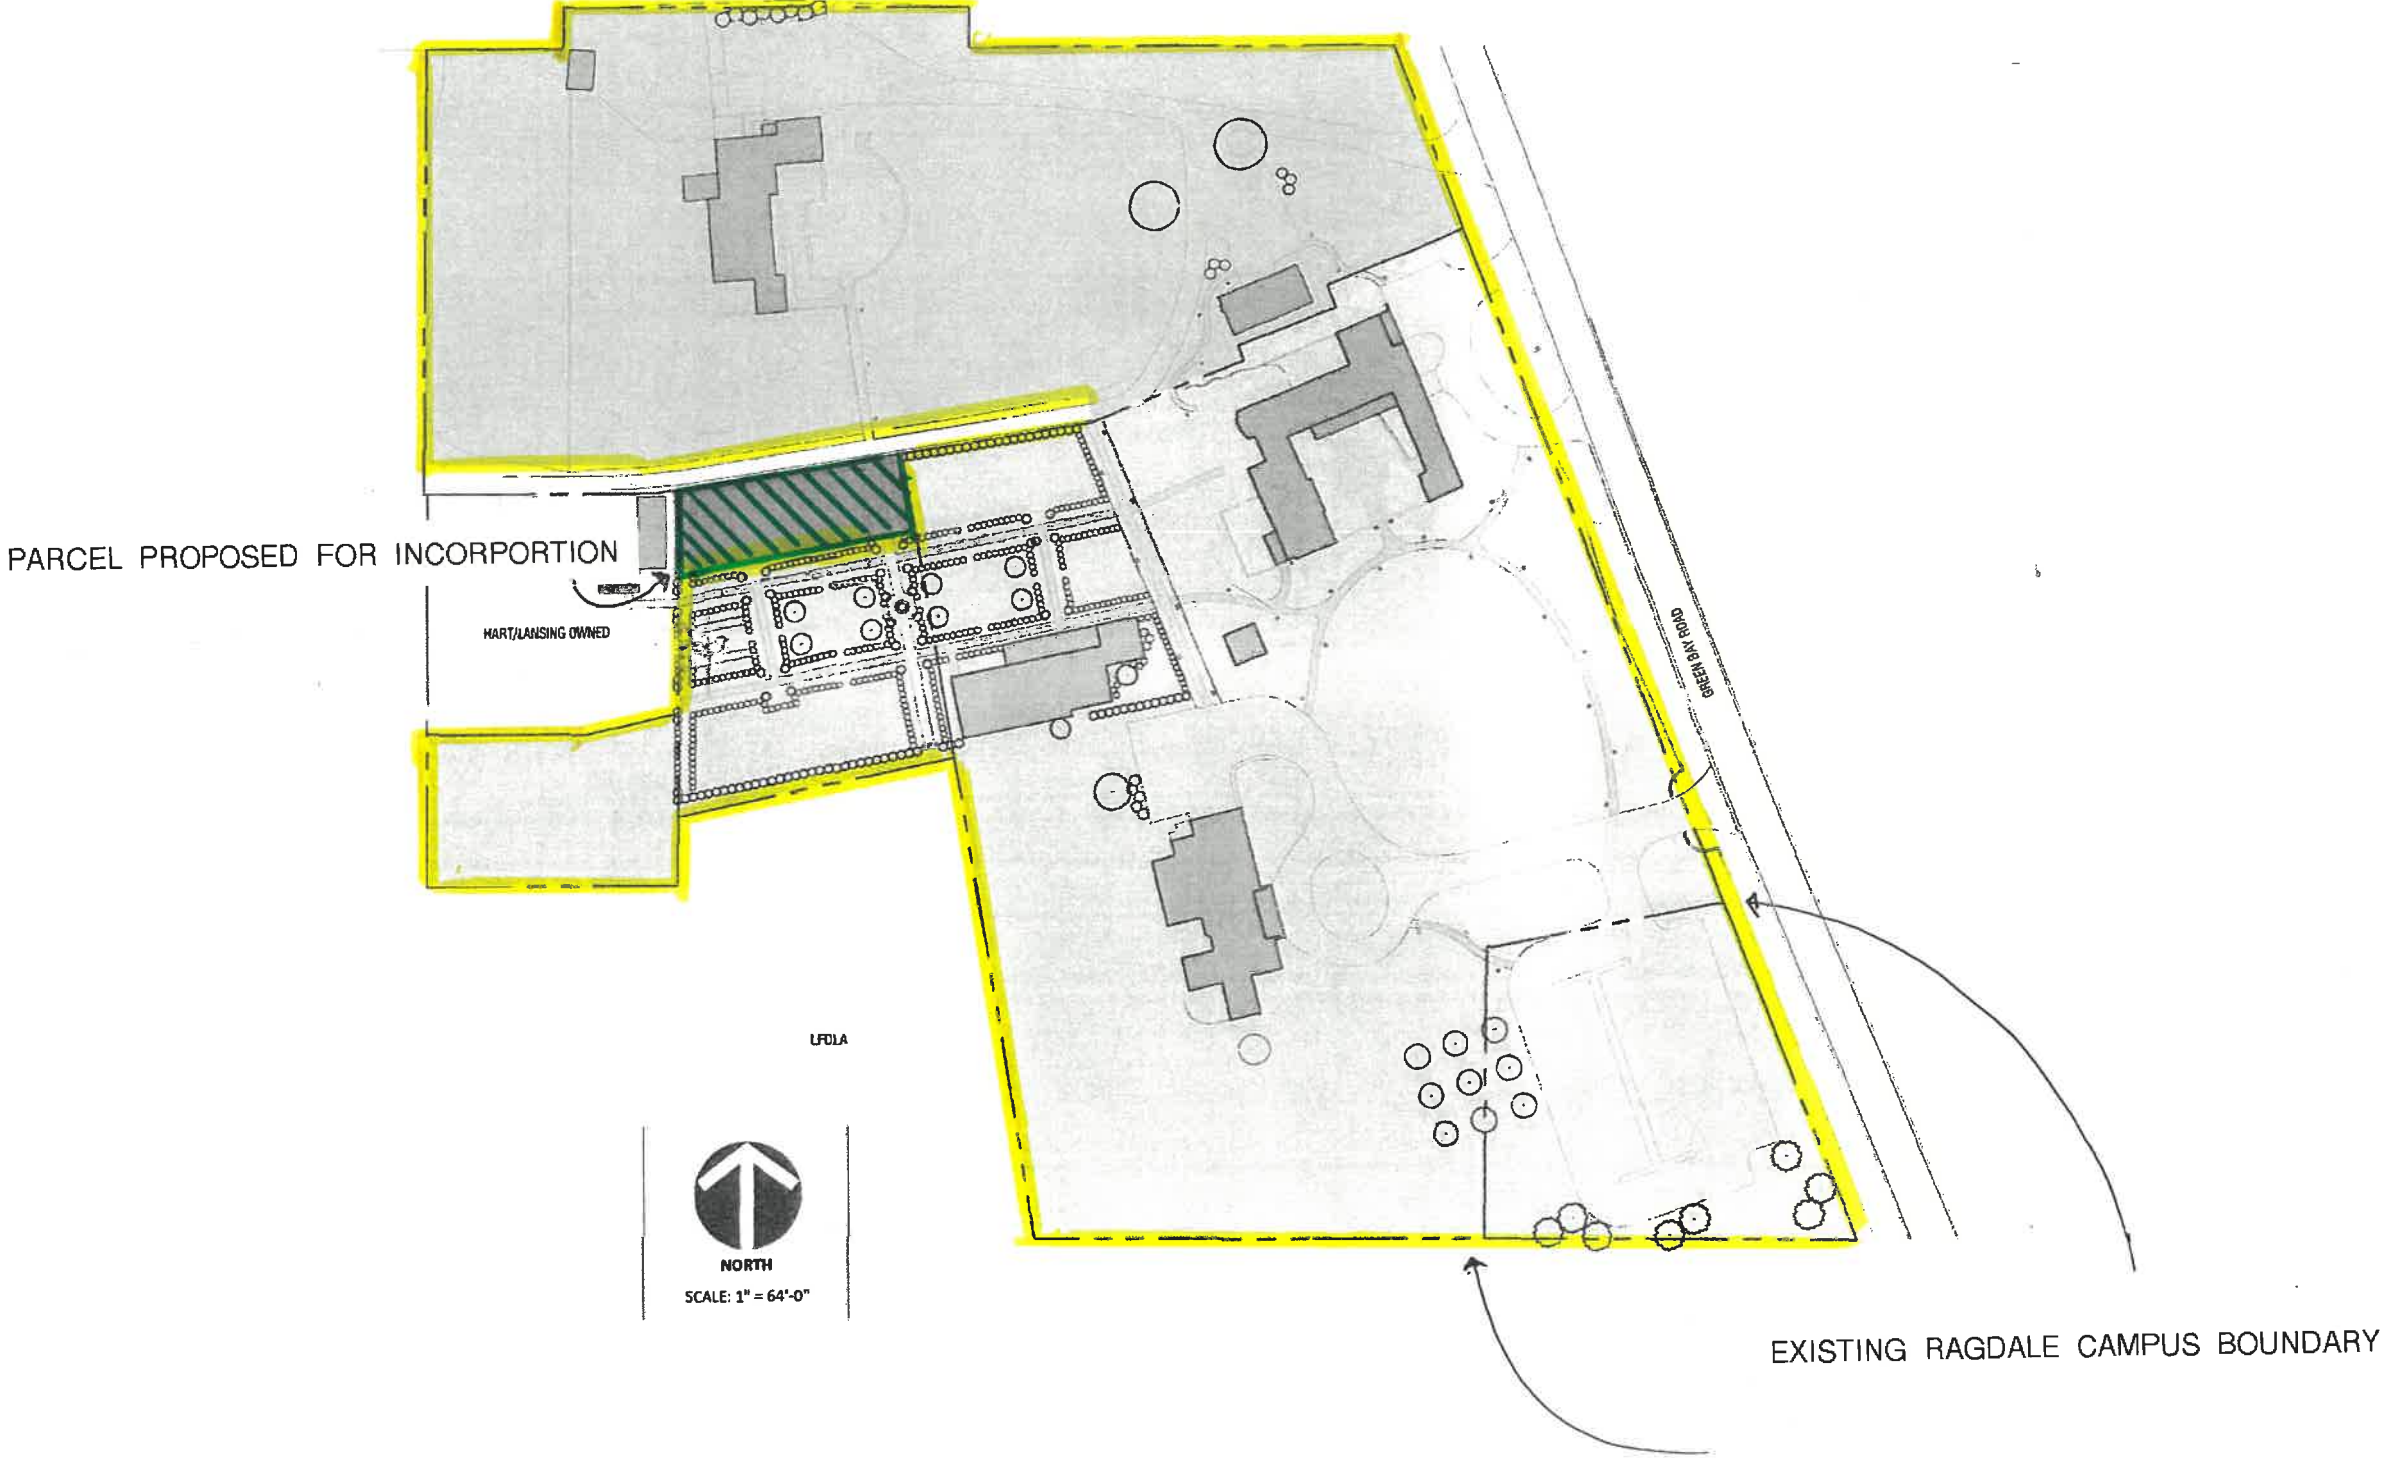 PARCEL PROPOSED FOR INCORPORTION
HART/LANSING OWNED
GREEN BAY ROAD
LFOLA
NORTH
SCALE: 1" = 64'-0"
EXISTING RAGDALE CAMPUS BOUNDARY